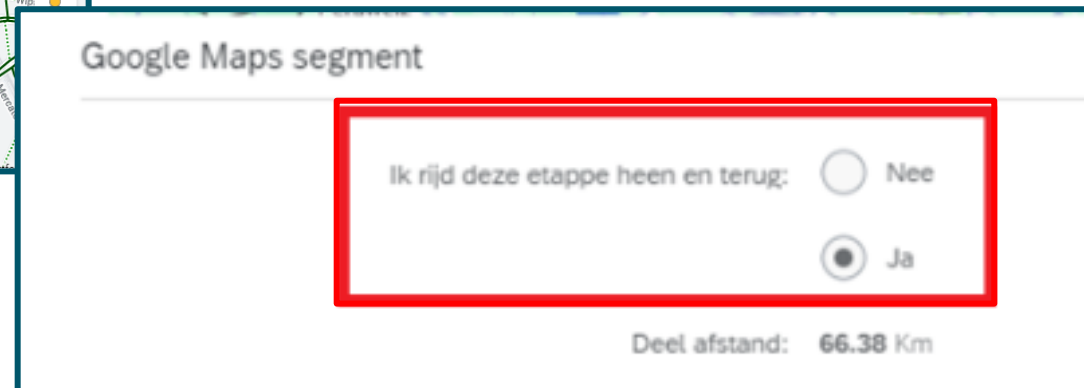 Google Maps segment
Ik rijd deze etappe heen en terug: Nee
Ja
Deel afstand: 66.38 Km